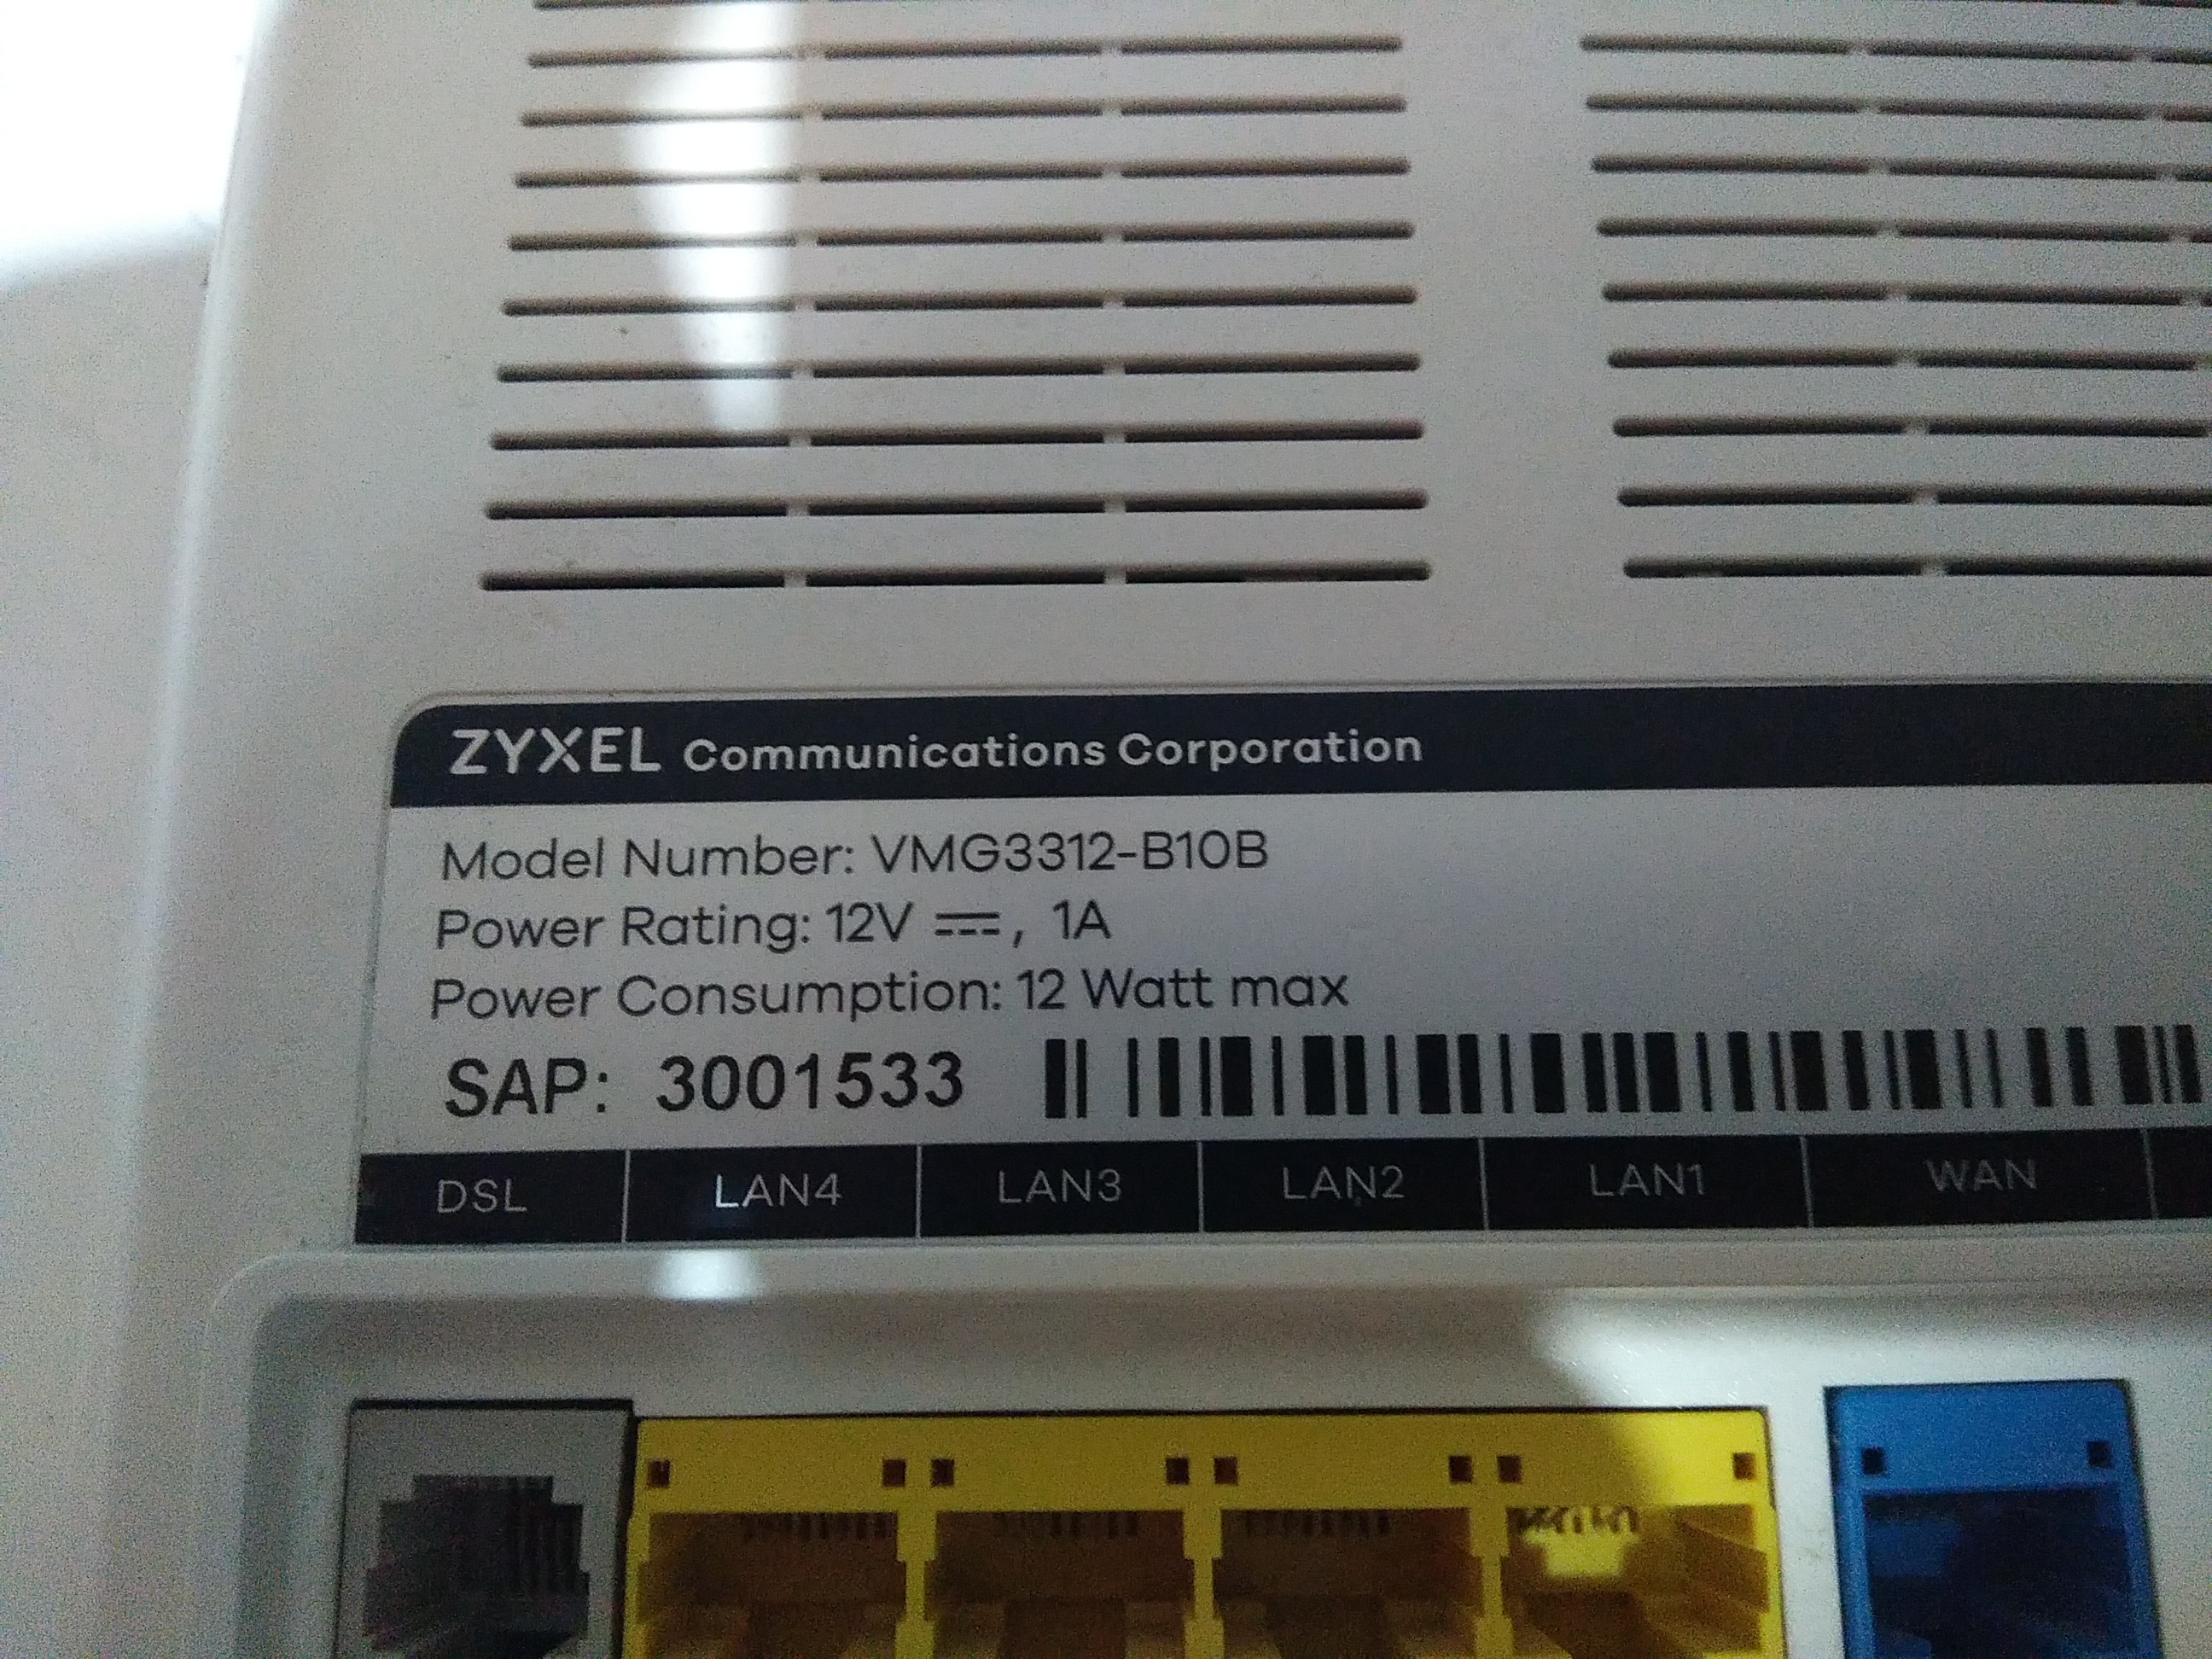 ZYXEL Communications Corporation
Model Number: VMG3312-B10B
Power Rating: 12V ⎓, 1A
Power Consumption: 12 Watt max
SAP: 3001533
DSL LAN4 LAN3 LAN2 LAN1 WAN